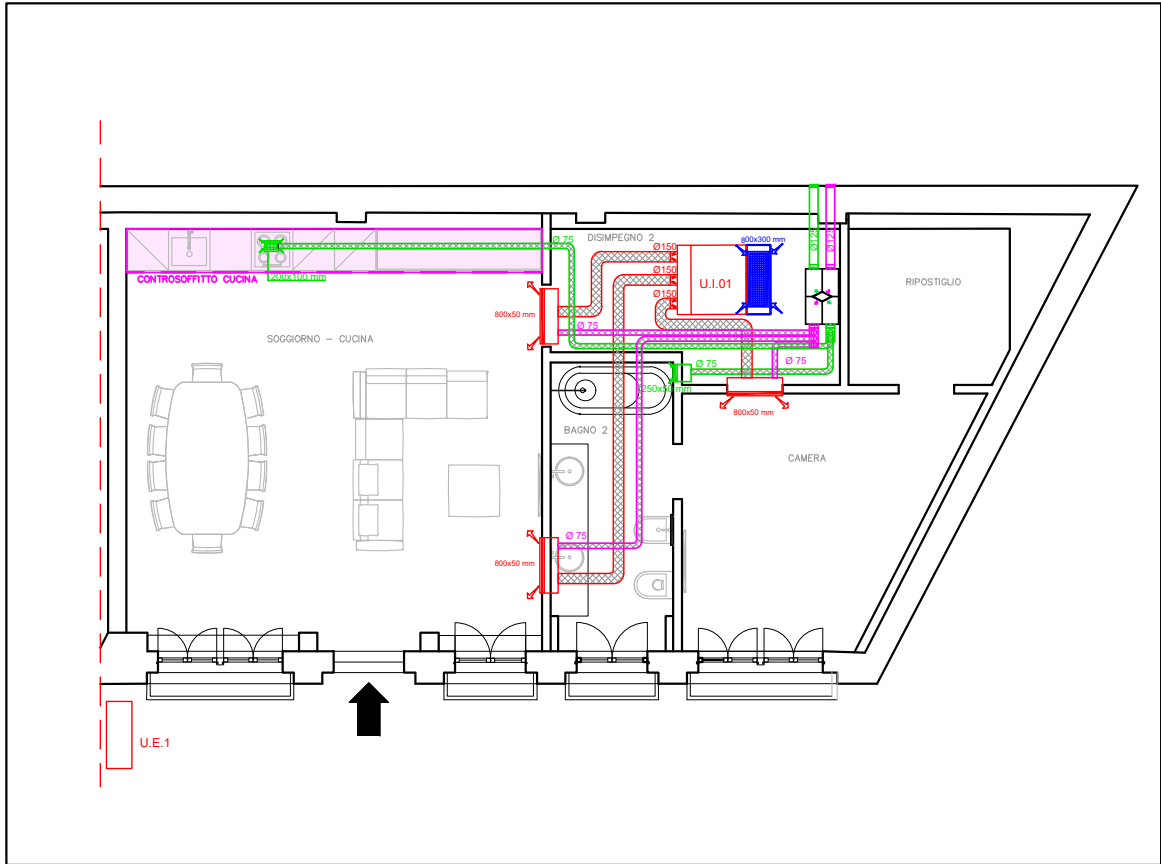 Ø125
Ø125
Ø 75
DISIMPEGNO 2
Ø150
800x300 mm
Ø150
U.I.01
Ø150
CONTROSOFFITTO CUCINA
200x100 mm
RIPOSTIGLIO
800x50 mm
Ø 75
SOGGIORNO – CUCINA
Ø 75
Ø 75
250x50 mm
800x50 mm
BAGNO 2
CAMERA
Ø 75
800x50 mm
U.E.1